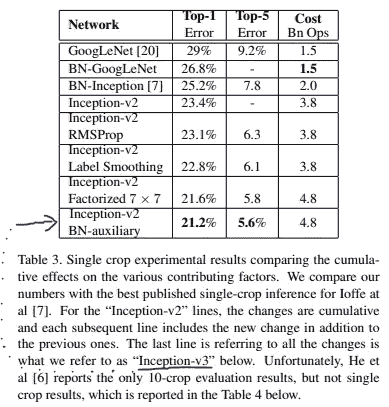 Network Top-1 Error Top-5 Error Cost Bn Ops
GoogLeNet [20] 29% 9.2% 1.5
BN-GoogLeNet 26.8% - 1.5
BN-Inception [7] 25.2% 7.8 2.0
Inception-v2 23.4% - 3.8
Inception-v2
RMSProp 23.1% 6.3 3.8
Inception-v2
Label Smoothing 22.8% 6.1 3.8
Inception-v2
Factorized 7 × 7 21.6% 5.8 4.8
Inception-v2
BN-auxiliary 21.2% 5.6% 4.8
Table 3. Single crop experimental results comparing the cumula-
tive effects on the various contributing factors. We compare our
numbers with the best published single-crop inference for Ioffe at
al [7]. For the “Inception-v2” lines, the changes are cumulative
and each subsequent line includes the new change in addition to
the previous ones. The last line is referring to all the changes is
what we refer to as “Inception-v3” below. Unfortunately, He et
al [6] reports the only 10-crop evaluation results, but not single
crop results, which is reported in the Table 4 below.